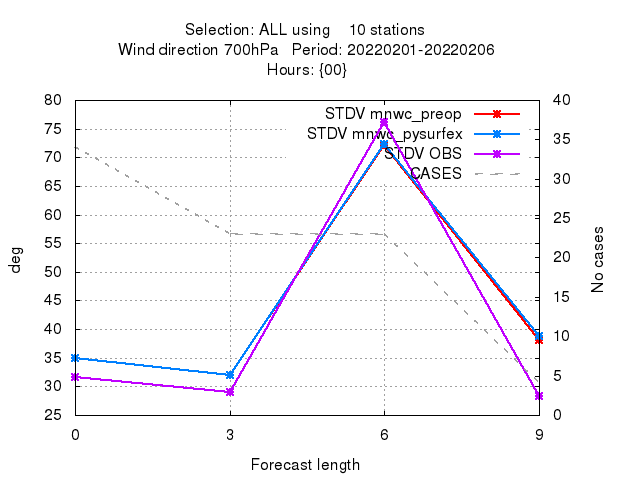 Selection: ALL using 10 stations
Wind direction 700hPa Period: 20220201-20220206
Hours: {00}
80
75
70
65
60
55
50
45
40
35
30
25
deg
STDV mnwc_preop
STDV mnwc_pysurfex
STDV OBS
CASES
40
35
30
25
20
15
10
5
0
No cases
0 3 6 9
Forecast length